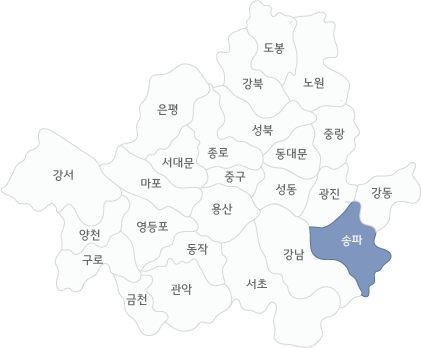 도봉
강북
노원
은평
성북
중랑
서대문
종로
동대문
강서
마포
중구
성동
광진
강동
용산
양천
영등포
송파
동작
강남
구로
금천
관악
서초